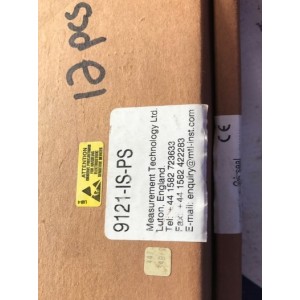 12 pcs
ATTENTION
9121-IS-PS
Measurement Technology Ltd.
Luton, England.
Tel: +44 1582 723633
Fax: +44 1582 422283
E-mail: enquiry@mtl-inst.com
CE